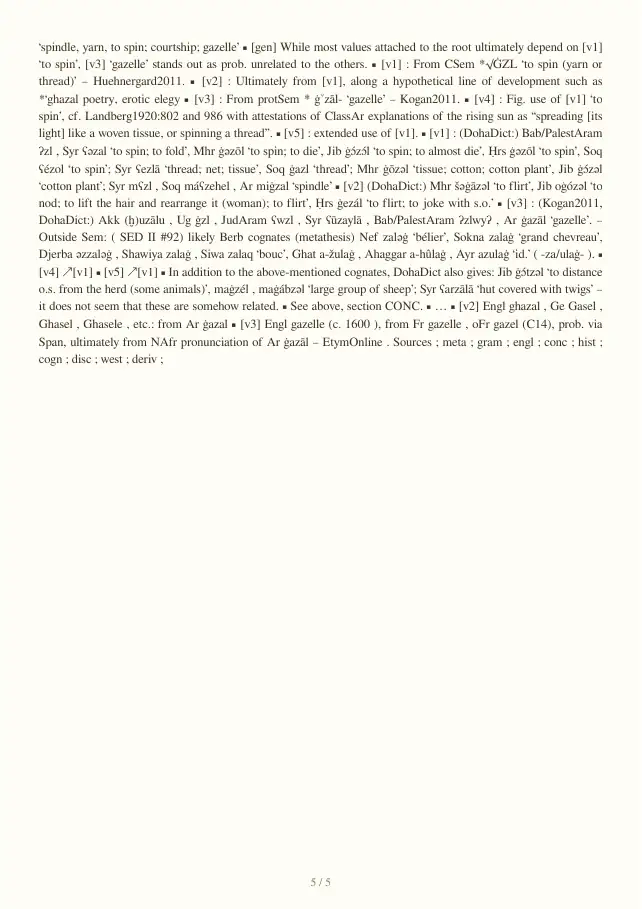 ‘spindle, yarn, to spin; courtship; gazelle’ ▪ [gen] While most values attached to the root ultimately depend on [v1]
‘to spin’, [v3] ‘gazelle’ stands out as prob. unrelated to the others. ▪ [v1] : From CSem *√ĠZL ‘to spin (yarn or
thread)’ – Huehnergard2011. ▪ [v2] : Ultimately from [v1], along a hypothetical line of development such as
*‘ghazal poetry, erotic elegy ▪ [v3] : From protSem * ġ˅zāl- ‘gazelle’ – Kogan2011. ▪ [v4] : Fig. use of [v1] ‘to
spin’, cf. Landberg1920:802 and 986 with attestations of ClassAr explanations of the rising sun as “spreading [its
light] like a woven tissue, or spinning a thread”. ▪ [v5] : extended use of [v1]. ▪ [v1] : (DohaDict:) Bab/PalestAram
ʔzl , Syr ʕəzal ‘to spin; to fold’, Mhr ġəzōl ‘to spin; to die’, Jib ġɔ́zɔ́l ‘to spin; to almost die’, Ḥrs ġezōl ‘to spin’, Soq
ʕézol ‘to spin’; Syr ʕezlā ‘thread; net; tissue’, Soq ġazl ‘thread’; Mhr ġōzəl ‘tissue; cotton; cotton plant’, Jib ġózəl
‘cotton plant’; Syr mʕzl , Soq máʕzehel , Ar miġzal ‘spindle’ ▪ [v2] (DohaDict:) Mhr šəġāzəl ‘to flirt’, Jib oġózəl ‘to
nod; to lift the hair and rearrange it (woman); to flirt’, Ḥrs ġezál ‘to flirt; to joke with s.o.’ ▪ [v3] : (Kogan2011,
DohaDict:) Akk (ḫ)uzālu , Ug ġzl , JudAram ʕwzl , Syr ʕūzaylā , Bab/PalestAram ʔzlwyʔ , Ar ġazāl ‘gazelle’. –
Outside Sem: ( SED II #92) likely Berb cognates (metathesis) Nef zaləġ ‘bélier’, Sokna zalaġ ‘grand chevreau’,
Djerba əzzaləġ , Shawiya zalaġ , Siwa zalaq ‘bouc’, Ghat a-žulaġ , Ahaggar a-hûlaġ , Ayr azulaġ ‘id.’ ( -za/ulaġ- ). ▪
[v4] ↗[v1] ▪ [v5] ↗[v1] ▪ In addition to the above-mentioned cognates, DohaDict also gives: Jib ġɔ́tzəl ‘to distance
o.s. from the herd (some animals)’, maġzél , maġábzəl ‘large group of sheep’; Syr ʕarzālā ‘hut covered with twigs’ –
it does not seem that these are somehow related. ▪ See above, section CONC. ▪ … ▪ [v2] Engl ghazal , Ge Gasel ,
Ghasel , Ghasele , etc.: from Ar ġazal ▪ [v3] Engl gazelle (c. 1600 ), from Fr gazelle , oFr gazel (C14), prob. via
Span, ultimately from NAfr pronunciation of Ar ġazāl – EtymOnline . Sources ; meta ; gram ; engl ; conc ; hist ;
cogn ; disc ; west ; deriv ;
5 / 5